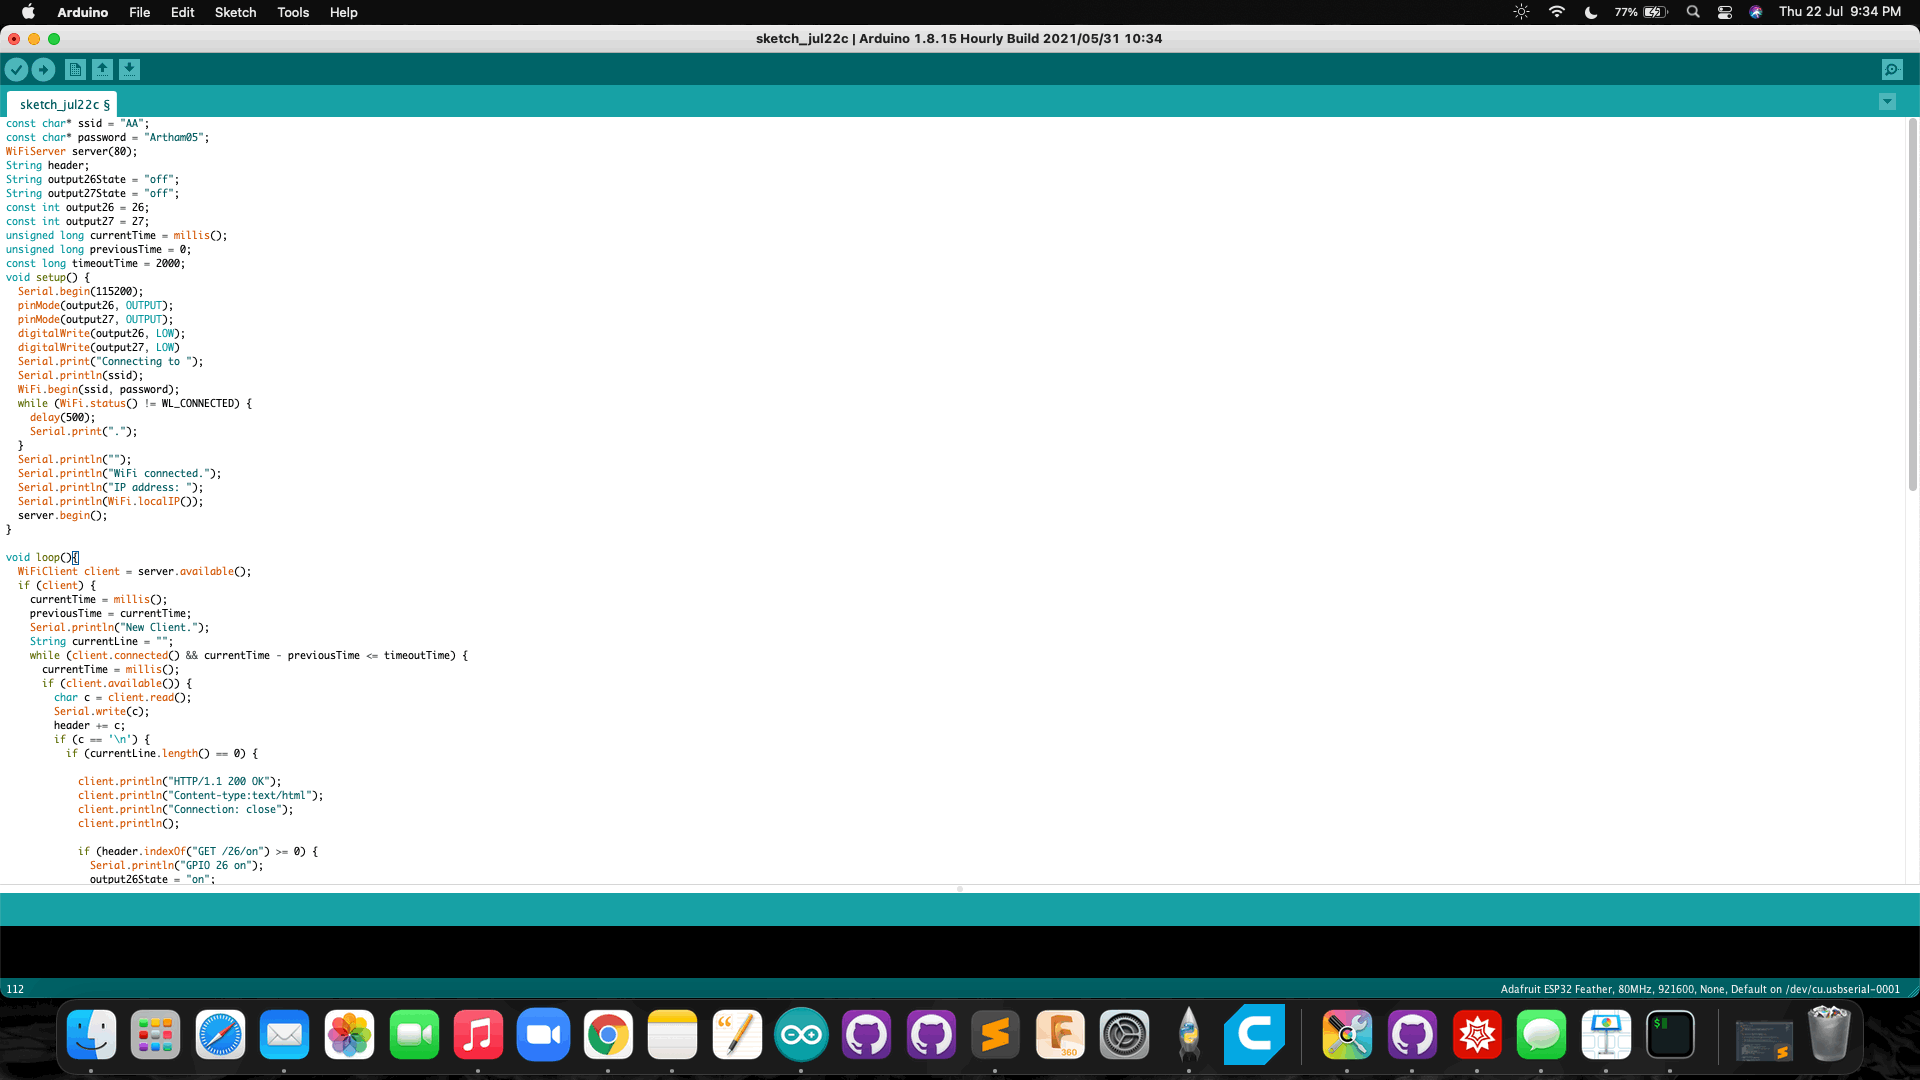 Arduino File Edit Sketch Tools Help 77% Thu 22 Jul 9:34 PM
sketch_jul22c | Arduino 1.8.15 Hourly Build 2021/05/31 10:34
sketch_jul22c §
const char* ssid = "AA";
const char* password = "Artham05";
WiFiServer server(80);
String header;
String output26State = "off";
String output27State = "off";
const int output26 = 26;
const int output27 = 27;
unsigned long currentTime = millis();
unsigned long previousTime = 0;
const long timeoutTime = 2000;
void setup() {
  Serial.begin(115200);
  pinMode(output26, OUTPUT);
  pinMode(output27, OUTPUT);
  digitalWrite(output26, LOW);
  digitalWrite(output27, LOW)
  Serial.print("Connecting to ");
  Serial.println(ssid);
  WiFi.begin(ssid, password);
  while (WiFi.status() != WL_CONNECTED) {
    delay(500);
    Serial.print(".");
  }
  Serial.println("");
  Serial.println("WiFi connected.");
  Serial.println("IP address: ");
  Serial.println(WiFi.localIP());
  server.begin();
}
void loop(){
  WiFiClient client = server.available();
  if (client) {
    currentTime = millis();
    previousTime = currentTime;
    Serial.println("New Client.");
    String currentLine = "";
    while (client.connected() && currentTime - previousTime <= timeoutTime) {
      currentTime = millis();
      if (client.available()) {
        char c = client.read();
        Serial.write(c);
        header += c;
        if (c == '\n') {
          if (currentLine.length() == 0) {
            client.println("HTTP/1.1 200 OK");
            client.println("Content-type:text/html");
            client.println("Connection: close");
            client.println();
            if (header.indexOf("GET /26/on") >= 0) {
              Serial.println("GPIO 26 on");
              output26State = "on";
112
Adafruit ESP32 Feather, 80MHz, 921600, None, Default on /dev/cu.usbserial-0001
360
$